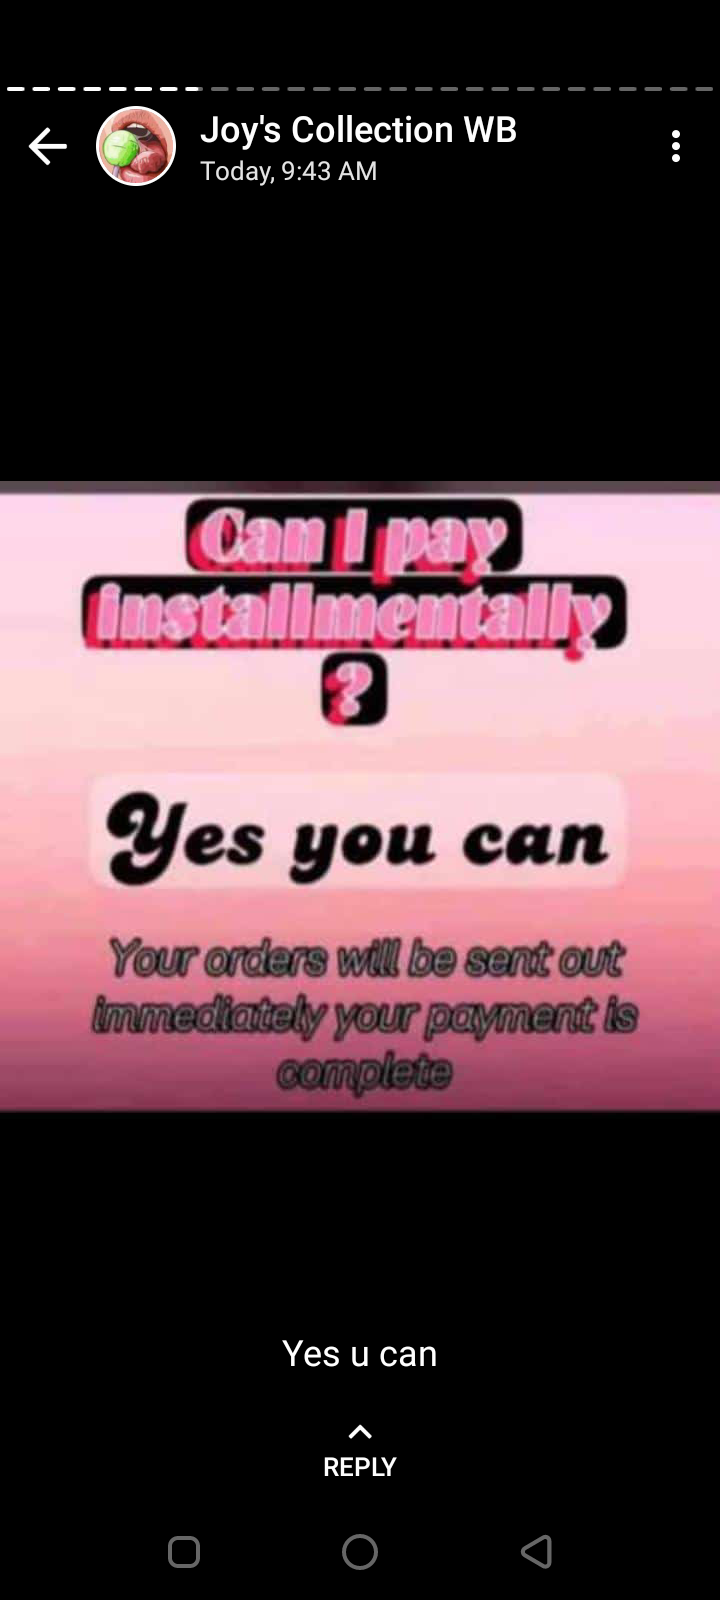 Joy's Collection WB
Today, 9:43 AM
Can I pay
installmentally
?
Yes you can
Your orders will be sent out
immediately your payment is
complete
Yes u can
REPLY